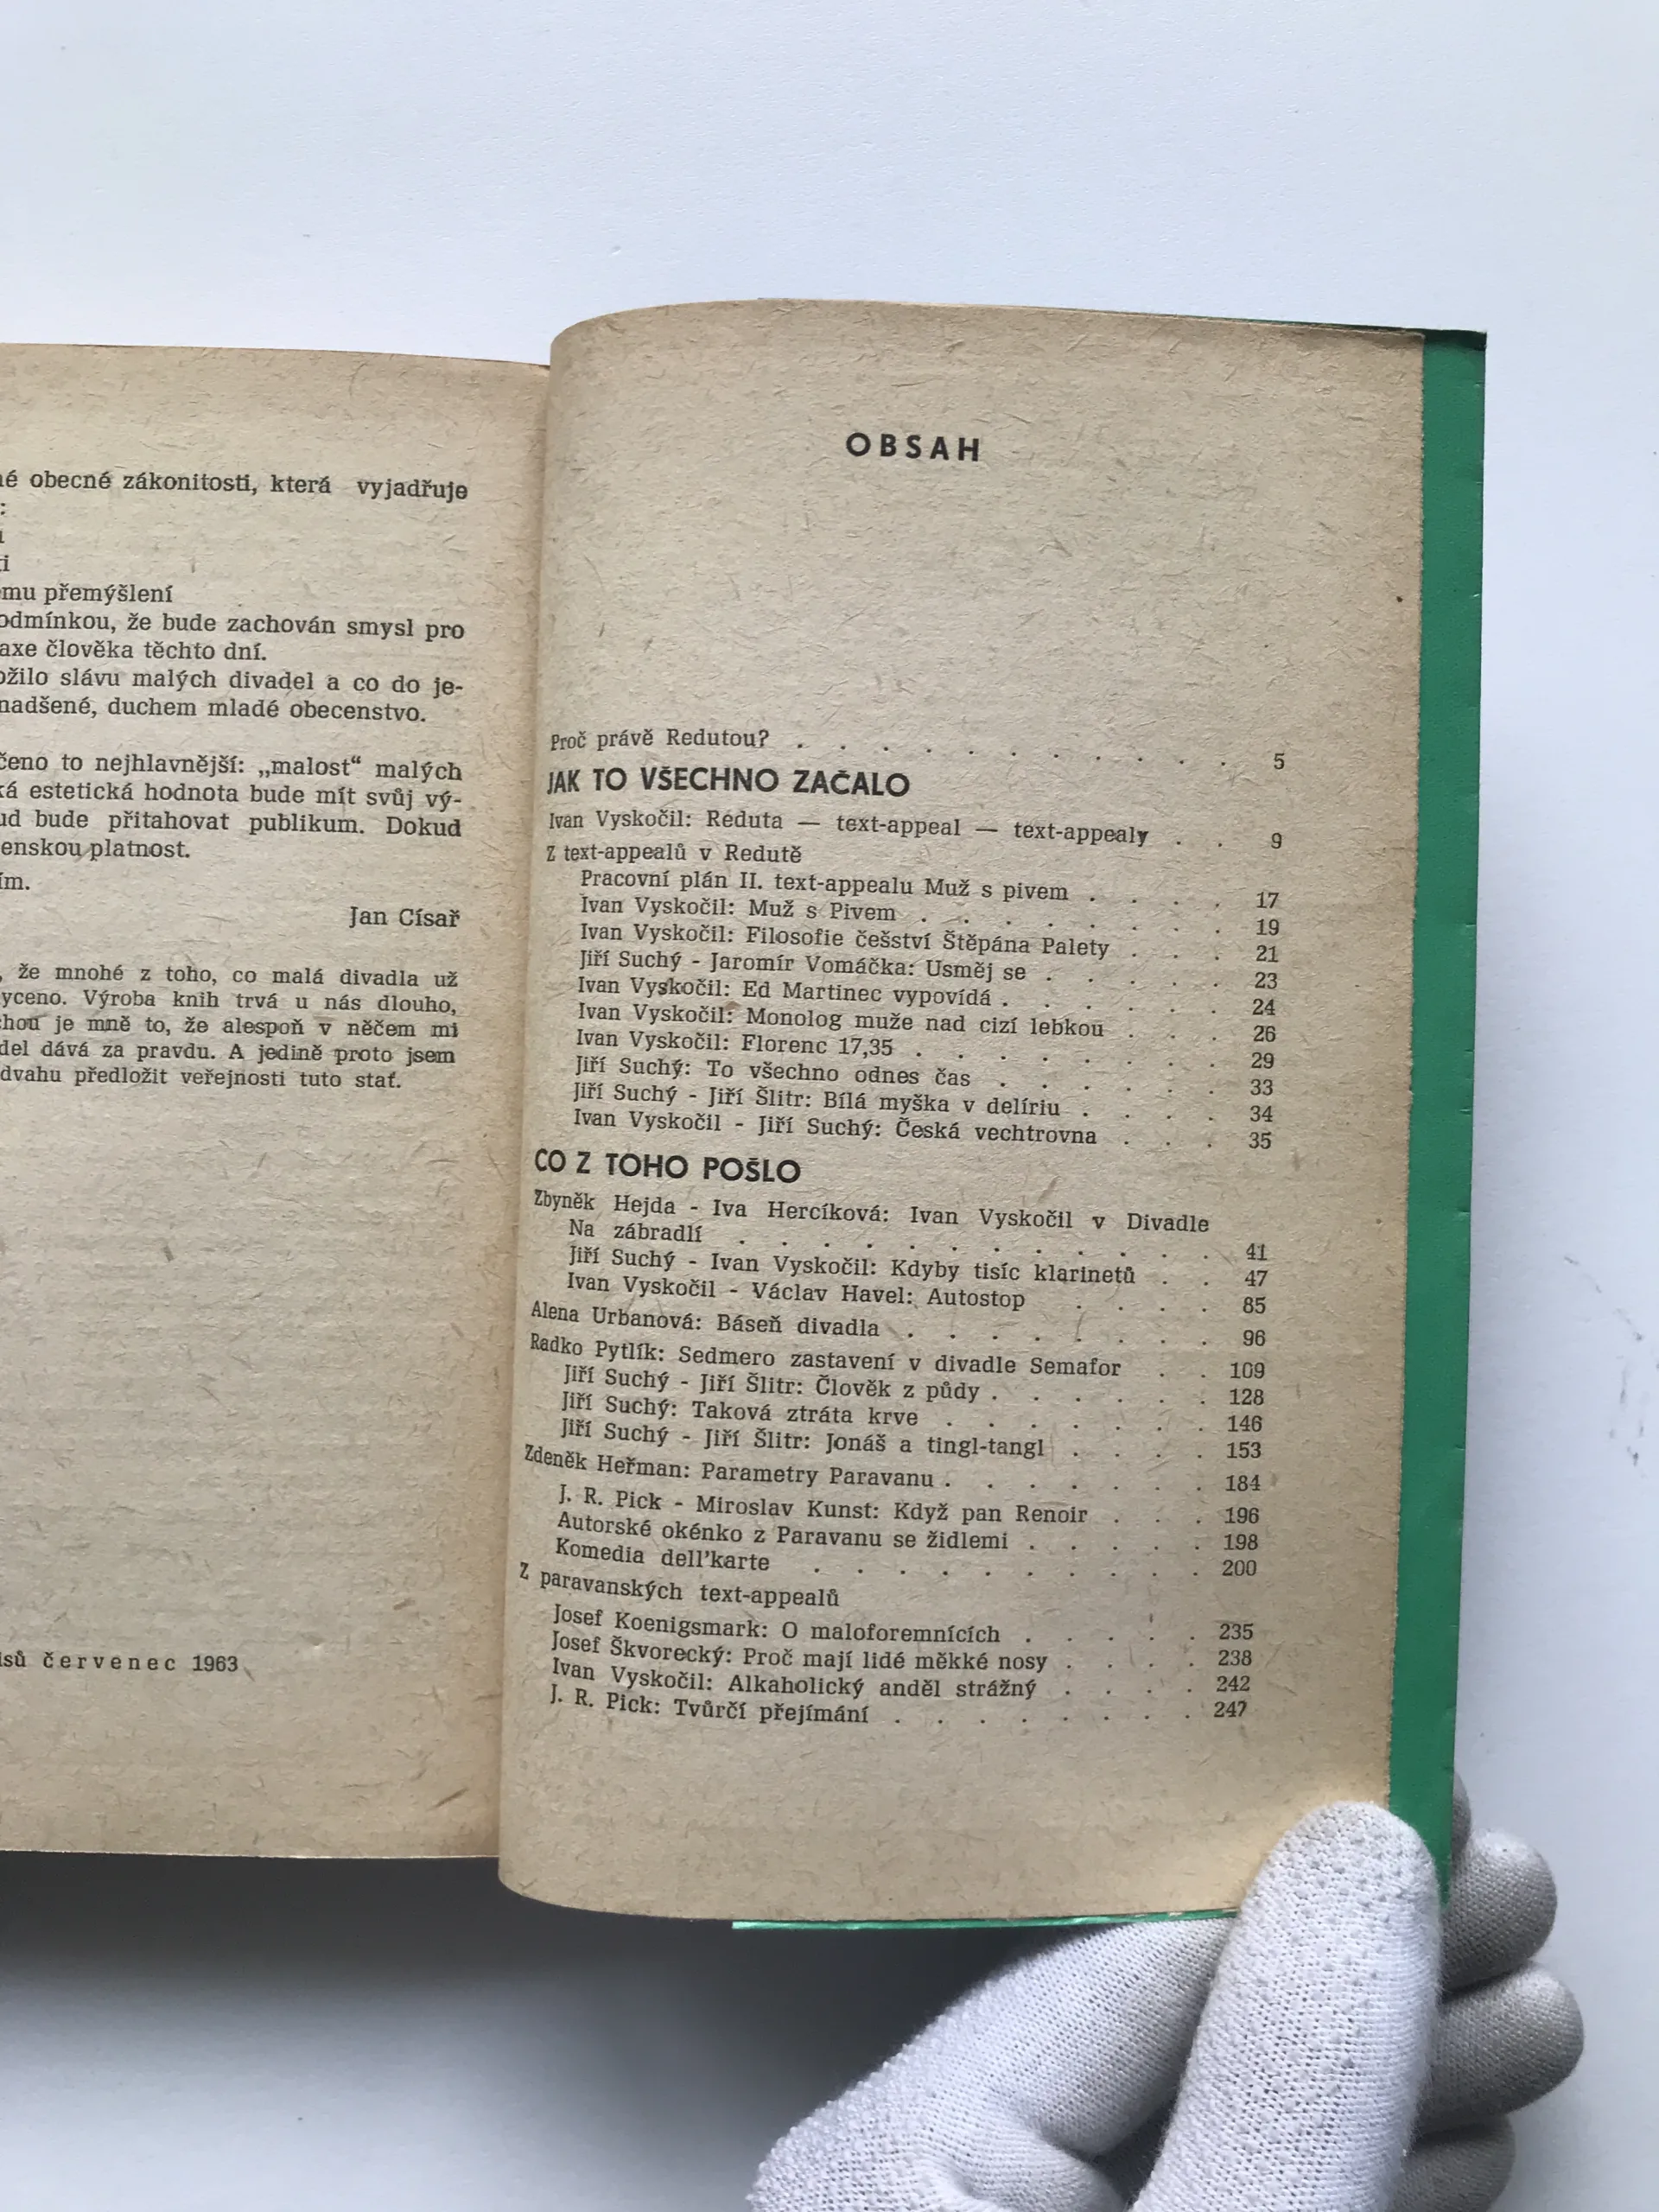 né obecné zákonitosti, která vyjadřuje
:
i
mu přemýšlení
odmínkou, že bude zachován smysl pro
axe člověka těchto dní.
ožilo slávu malých divadel a co do je-
nadšené, duchem mladé obecenstvo.
čeno to nejhlavnější: „malost“ malých
ká estetická hodnota bude mít svůj vý-
ud bude přitahovat publikum. Dokud
enskou platnost.
ím.
Jan Císař
, že mnohé z toho, co malá divadla už
yceno. Výroba knih trvá u nás dlouho,
chou je mně to, že alespoň v něčem mi
del dává za pravdu. A jedině proto jsem
dvahu předložit veřejnosti tuto stať.
isů červenec 1963
OBSAH
Proč právě Redutou? . . . . . . . . . . . 5
JAK TO VŠECHNO ZAČALO
Ivan Vyskočil: Reduta — text-appeal — text-appealy . . 9
Z text-appealů v Redutě
Pracovní plán II. text-appealu Muž s pivem . . . . 17
Ivan Vyskočil: Muž s Pivem . . . . . . . . 19
Ivan Vyskočil: Filosofie češství Štěpána Palety . . . 21
Jiří Suchý - Jaromír Vomáčka: Usměj se . . . . . 23
Ivan Vyskočil: Ed Martinec vypovídá . . . . . . 24
Ivan Vyskočil: Monolog muže nad cizí lebkou . . . 26
Ivan Vyskočil: Florenc 17,35 . . . . . . . . 29
Jiří Suchý: To všechno odnes čas . . . . . . 33
Jiří Suchý - Jiří Šlitr: Bílá myška v delíriu . . . . 34
Ivan Vyskočil - Jiří Suchý: Česká vechtrovna . . . 35
CO Z TOHO POŠLO
Zbyněk Hejda - Iva Hercíková: Ivan Vyskočil v Divadle
Na zábradlí . . . . . . . . . . . . 41
Jiří Suchý - Ivan Vyskočil: Kdyby tisíc klarinetů . . 47
Ivan Vyskočil - Václav Havel: Autostop . . . . 85
Alena Urbanová: Báseň divadla . . . . . . . . 96
Radko Pytlík: Sedmero zastavení v divadle Semafor . . 109
Jiří Suchý - Jiří Šlitr: Člověk z půdy . . . . . . 128
Jiří Suchý: Taková ztráta krve . . . . . . . 146
Jiří Suchý - Jiří Šlitr: Jonáš a tingl-tangl . . . . 153
Zdeněk Heřman: Parametry Paravanu . . . . . . . 184
J. R. Pick - Miroslav Kunst: Když pan Renoir . . . 196
Autorské okénko z Paravanu se židlemi . . . . . 198
Komedia dell'karte . . . . . . . . . . 200
Z paravanských text-appealů
Josef Koenigsmark: O maloforemnících . . . . . 235
Josef Škvorecký: Proč mají lidé měkké nosy . . . . 238
Ivan Vyskočil: Alkaholický anděl strážný . . . . 242
J. R. Pick: Tvůrčí přejímání . . . . . . . . 247